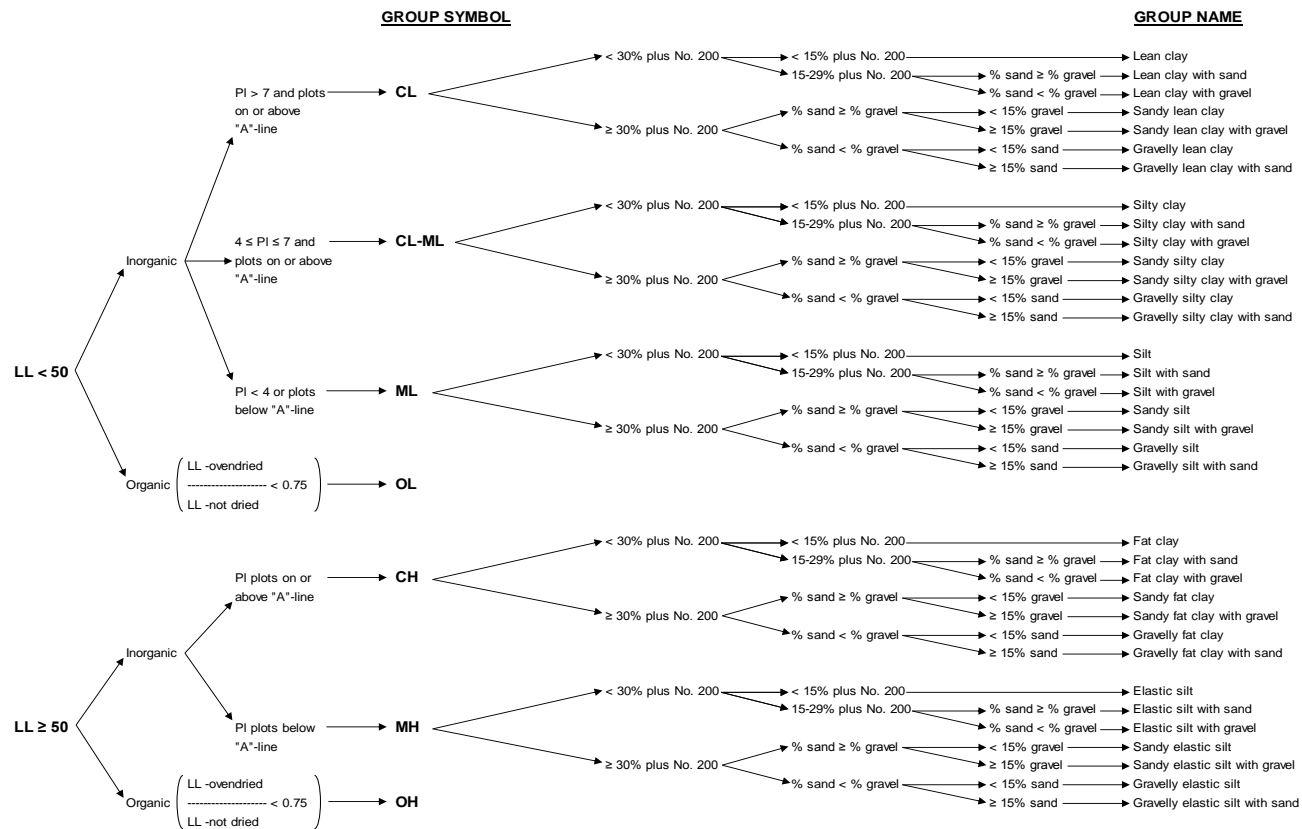 GROUP SYMBOL GROUP NAME
< 30% plus No. 200 < 15% plus No. 200 Lean clay
15-29% plus No. 200 % sand ≥ % gravel Lean clay with sand
PI > 7 and plots CL % sand < % gravel Lean clay with gravel
on or above % sand ≥ % gravel < 15% gravel Sandy lean clay
"A"-line ≥ 30% plus No. 200 ≥ 15% gravel Sandy lean clay with gravel
% sand < % gravel < 15% sand Gravelly lean clay
≥ 15% sand Gravelly lean clay with sand
< 30% plus No. 200 < 15% plus No. 200 Silty clay
15-29% plus No. 200 % sand ≥ % gravel Silty clay with sand
4 ≤ PI ≤ 7 and CL-ML % sand < % gravel Silty clay with gravel
Inorganic plots on or above % sand ≥ % gravel < 15% gravel Sandy silty clay
"A"-line ≥ 30% plus No. 200 ≥ 15% gravel Sandy silty clay with gravel
% sand < % gravel < 15% sand Gravelly silty clay
≥ 15% sand Gravelly silty clay with sand
< 30% plus No. 200 < 15% plus No. 200 Silt
LL < 50 15-29% plus No. 200 % sand ≥ % gravel Silt with sand
PI < 4 or plots ML % sand < % gravel Silt with gravel
below "A"-line % sand ≥ % gravel < 15% gravel Sandy silt
≥ 30% plus No. 200 ≥ 15% gravel Sandy silt with gravel
% sand < % gravel < 15% sand Gravelly silt
LL -ovendried ≥ 15% sand Gravelly silt with sand
Organic -------------------- < 0.75 OL
LL -not dried
< 30% plus No. 200 < 15% plus No. 200 Fat clay
15-29% plus No. 200 % sand ≥ % gravel Fat clay with sand
PI plots on or CH % sand < % gravel Fat clay with gravel
above "A"-line % sand ≥ % gravel < 15% gravel Sandy fat clay
≥ 30% plus No. 200 ≥ 15% gravel Sandy fat clay with gravel
% sand < % gravel < 15% sand Gravelly fat clay
Inorganic ≥ 15% sand Gravelly fat clay with sand
< 30% plus No. 200 < 15% plus No. 200 Elastic silt
15-29% plus No. 200 % sand ≥ % gravel Elastic silt with sand
LL ≥ 50 PI plots below MH % sand < % gravel Elastic silt with gravel
"A"-line % sand ≥ % gravel < 15% gravel Sandy elastic silt
≥ 30% plus No. 200 ≥ 15% gravel Sandy elastic silt with gravel
LL -ovendried % sand < % gravel < 15% sand Gravelly elastic silt
Organic -------------------- < 0.75 OH ≥ 15% sand Gravelly elastic silt with sand
LL -not dried